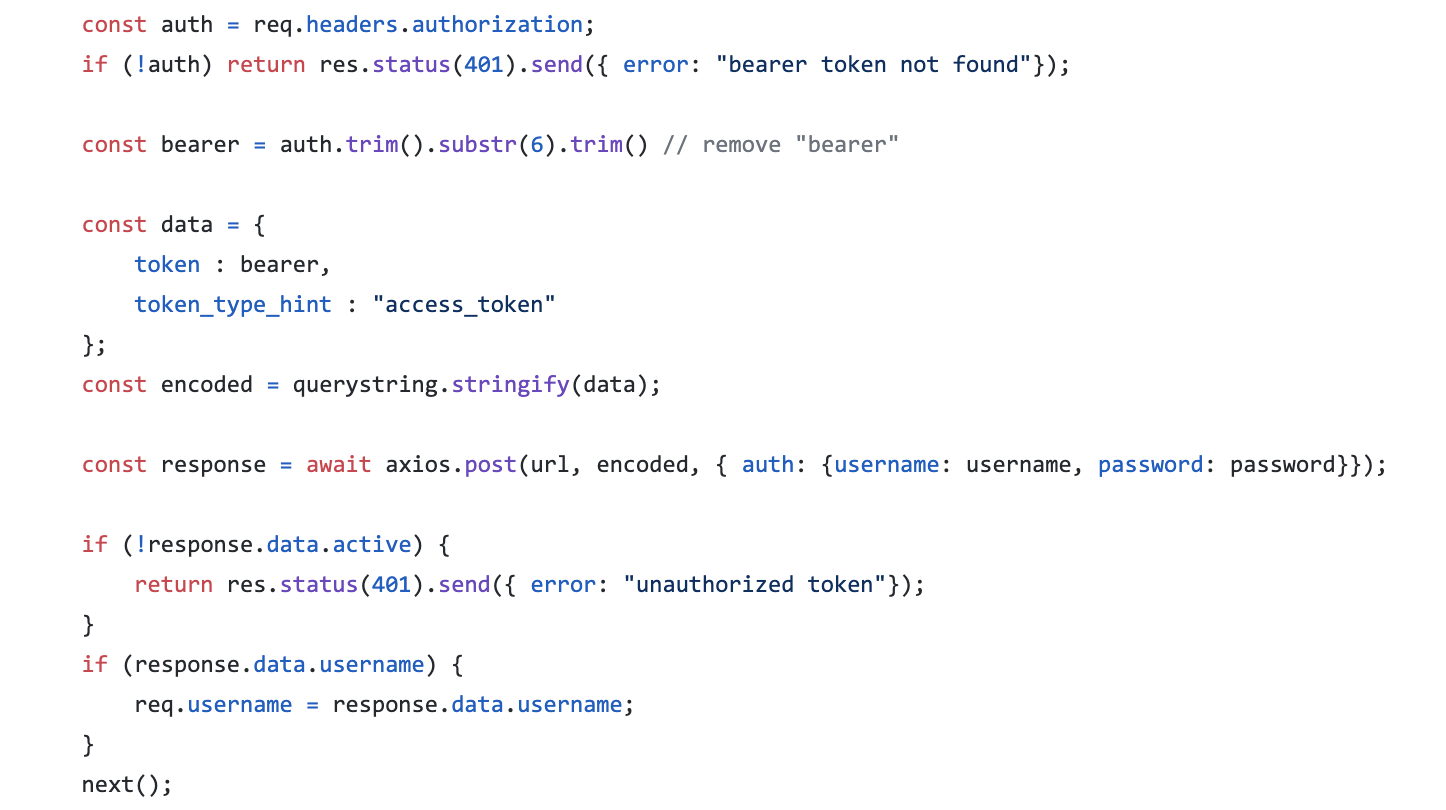 const auth = req.headers.authorization;
if (!auth) return res.status(401).send({ error: "bearer token not found"});
const bearer = auth.trim().substr(6).trim() // remove "bearer"
const data = {
    token : bearer,
    token_type_hint : "access_token"
};
const encoded = querystring.stringify(data);
const response = await axios.post(url, encoded, { auth: {username: username, password: password}});
if (!response.data.active) {
    return res.status(401).send({ error: "unauthorized token"});
}
if (response.data.username) {
    req.username = response.data.username;
}
next();